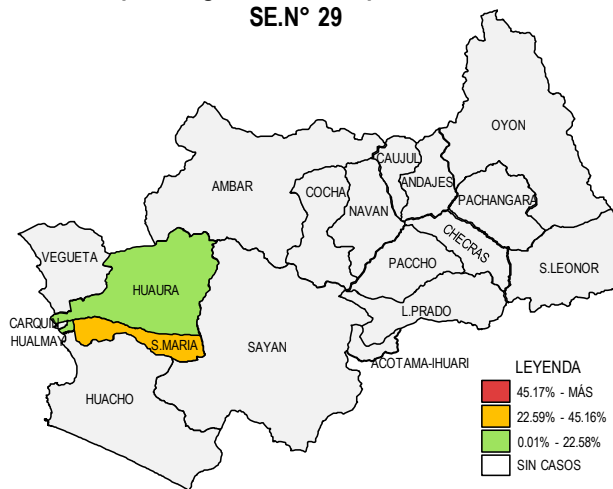 SE.N° 29
OYON
CAUJUL
ANDAJES
AMBAR
COCHA
PACHANGARA
NAVAN
CHECRAS
VEGUETA
PACCHO
S.LEONOR
HUAURA
L.PRADO
CARQUIN
HUALMAY
S.MARIA
SAYAN
ACOTAMA-IHUARI
HUACHO
LEYENDA
45.17% - MÁS
22.59% - 45.16%
0.01% - 22.58%
SIN CASOS